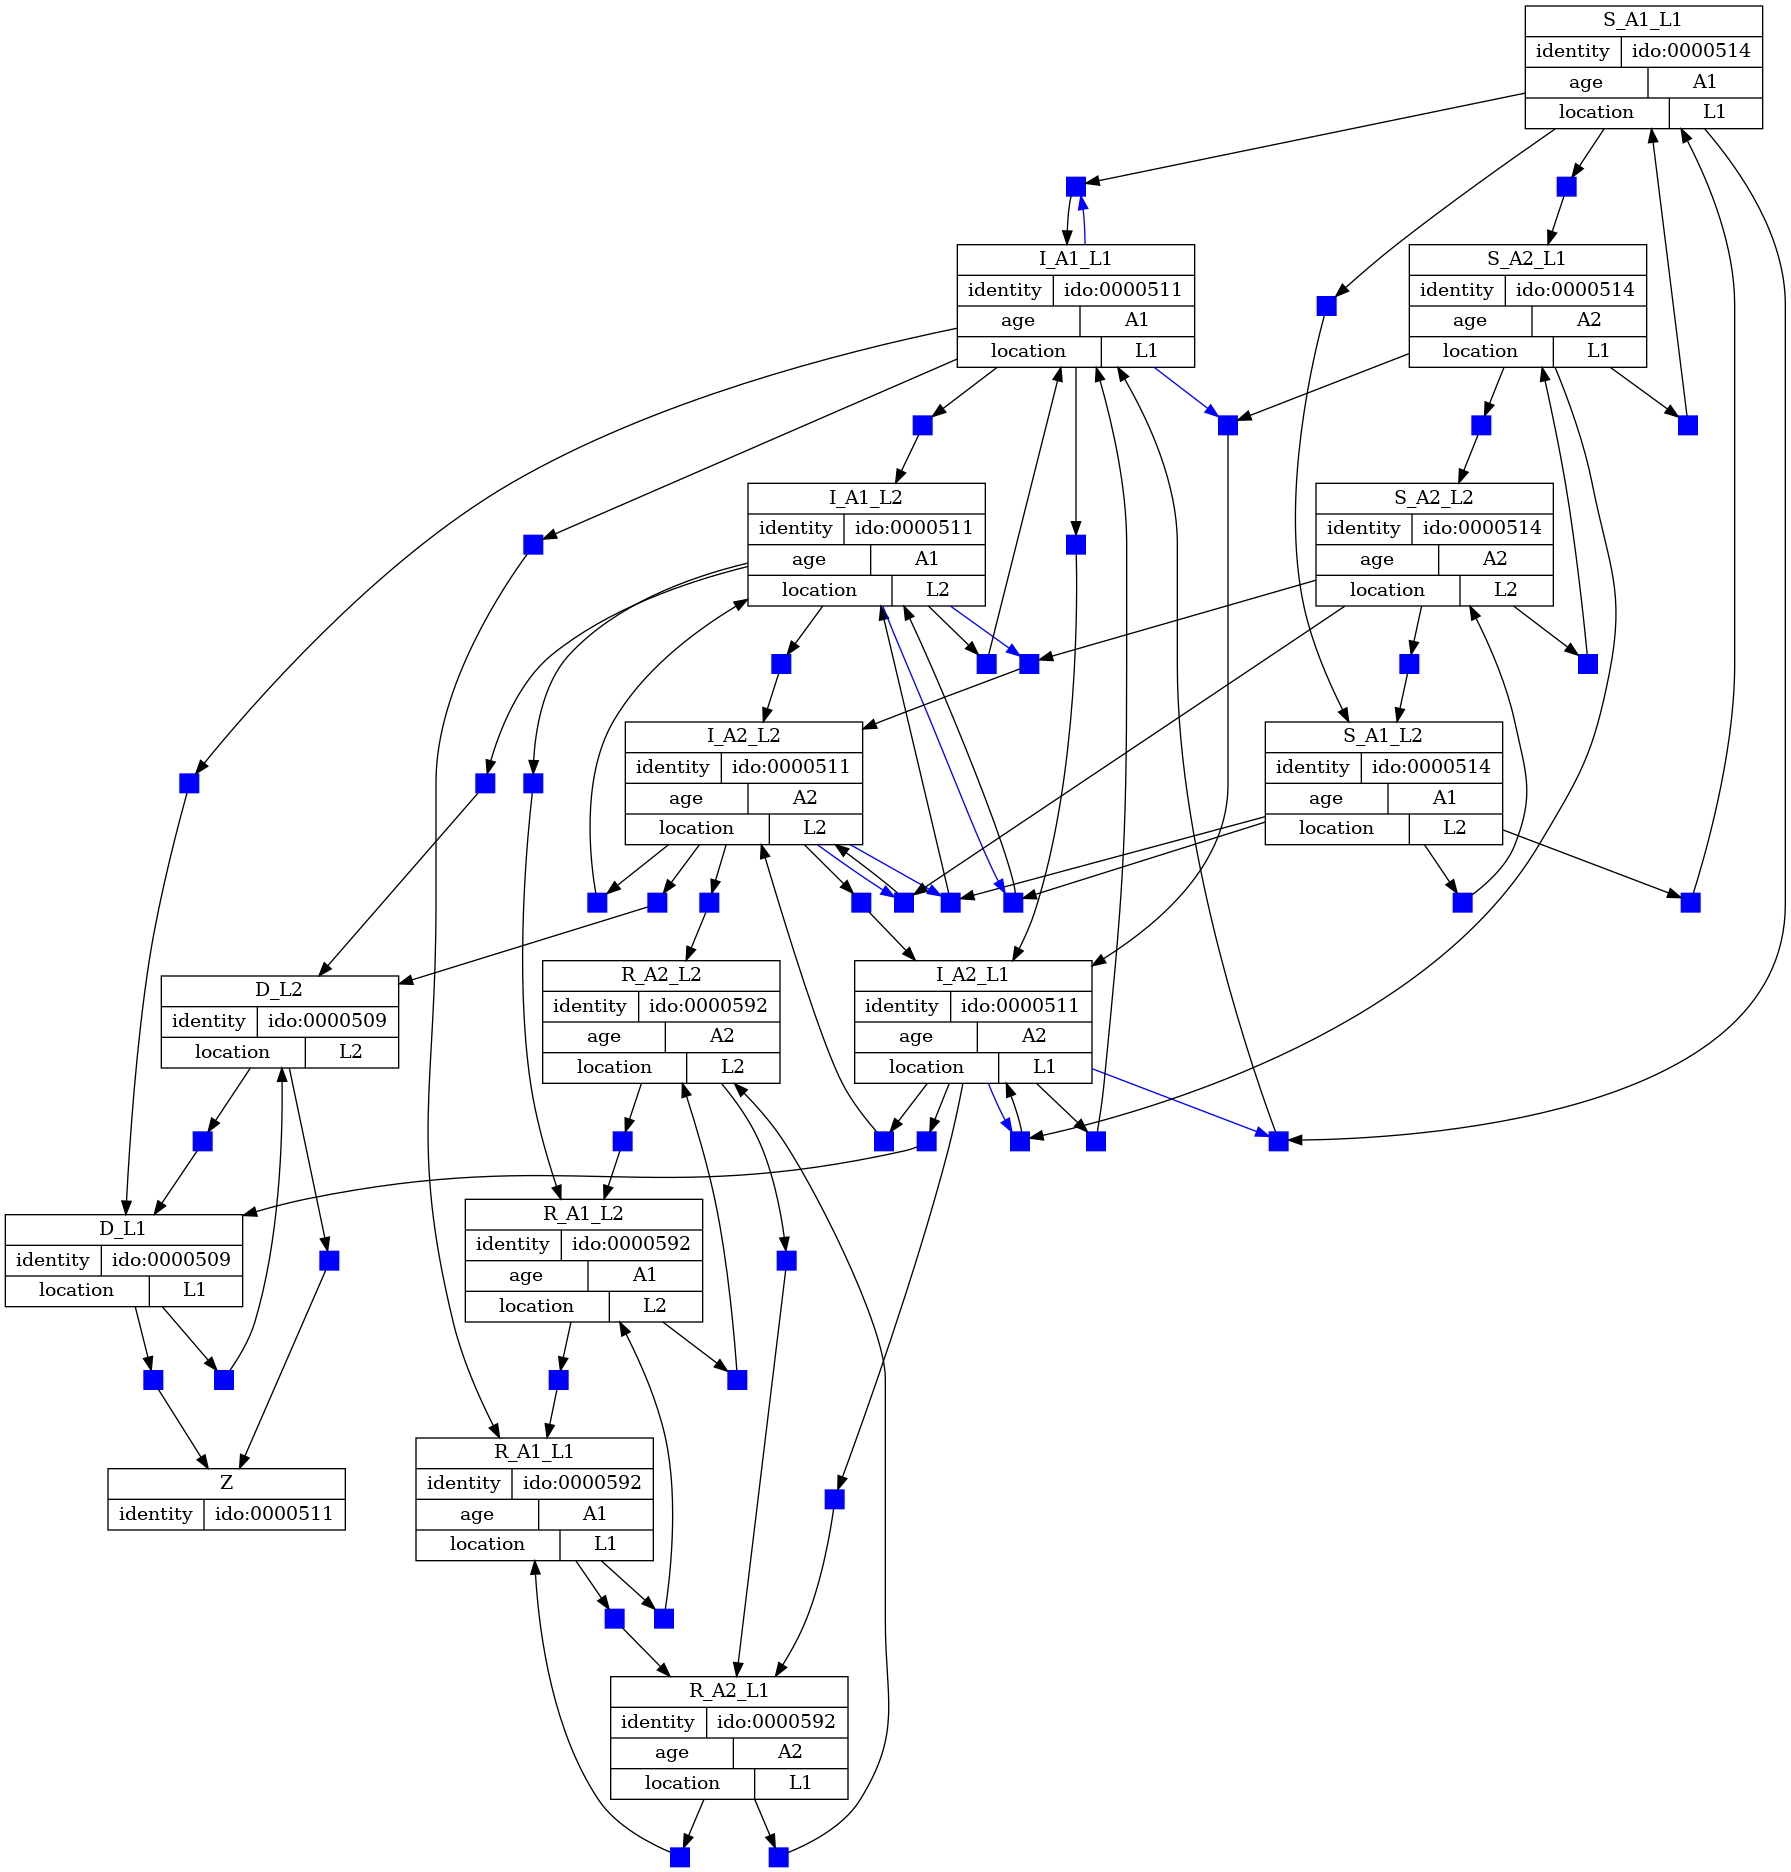 S_A1_L1
identity ido:0000514
age A1
location L1
I_A1_L1
identity ido:0000511
age A1
location L1
S_A2_L1
identity ido:0000514
age A2
location L1
I_A1_L2
identity ido:0000511
age A1
location L2
S_A2_L2
identity ido:0000514
age A2
location L2
I_A2_L2
identity ido:0000511
age A2
location L2
S_A1_L2
identity ido:0000514
age A1
location L2
D_L2
identity ido:0000509
location L2
R_A2_L2
identity ido:0000592
age A2
location L2
I_A2_L1
identity ido:0000511
age A2
location L1
D_L1
identity ido:0000509
location L1
R_A1_L2
identity ido:0000592
age A1
location L2
Z
identity ido:0000511
R_A1_L1
identity ido:0000592
age A1
location L1
R_A2_L1
identity ido:0000592
age A2
location L1